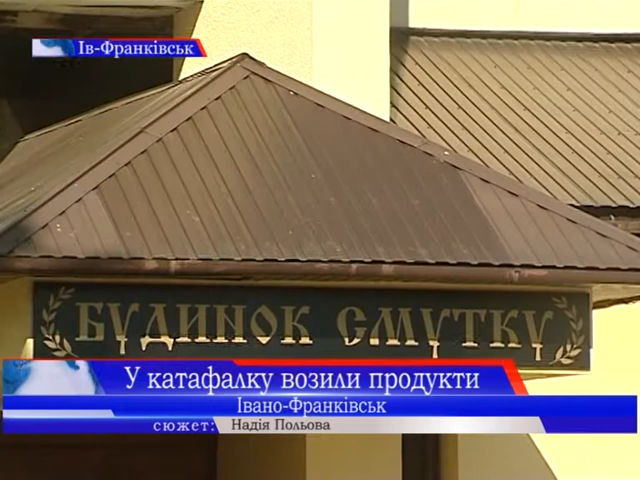 Ів-Франківськ
БУДИНОК СМУТКУ
У катафалку возили продукти
Івано-Франківськ
сюжет: Надія Польова